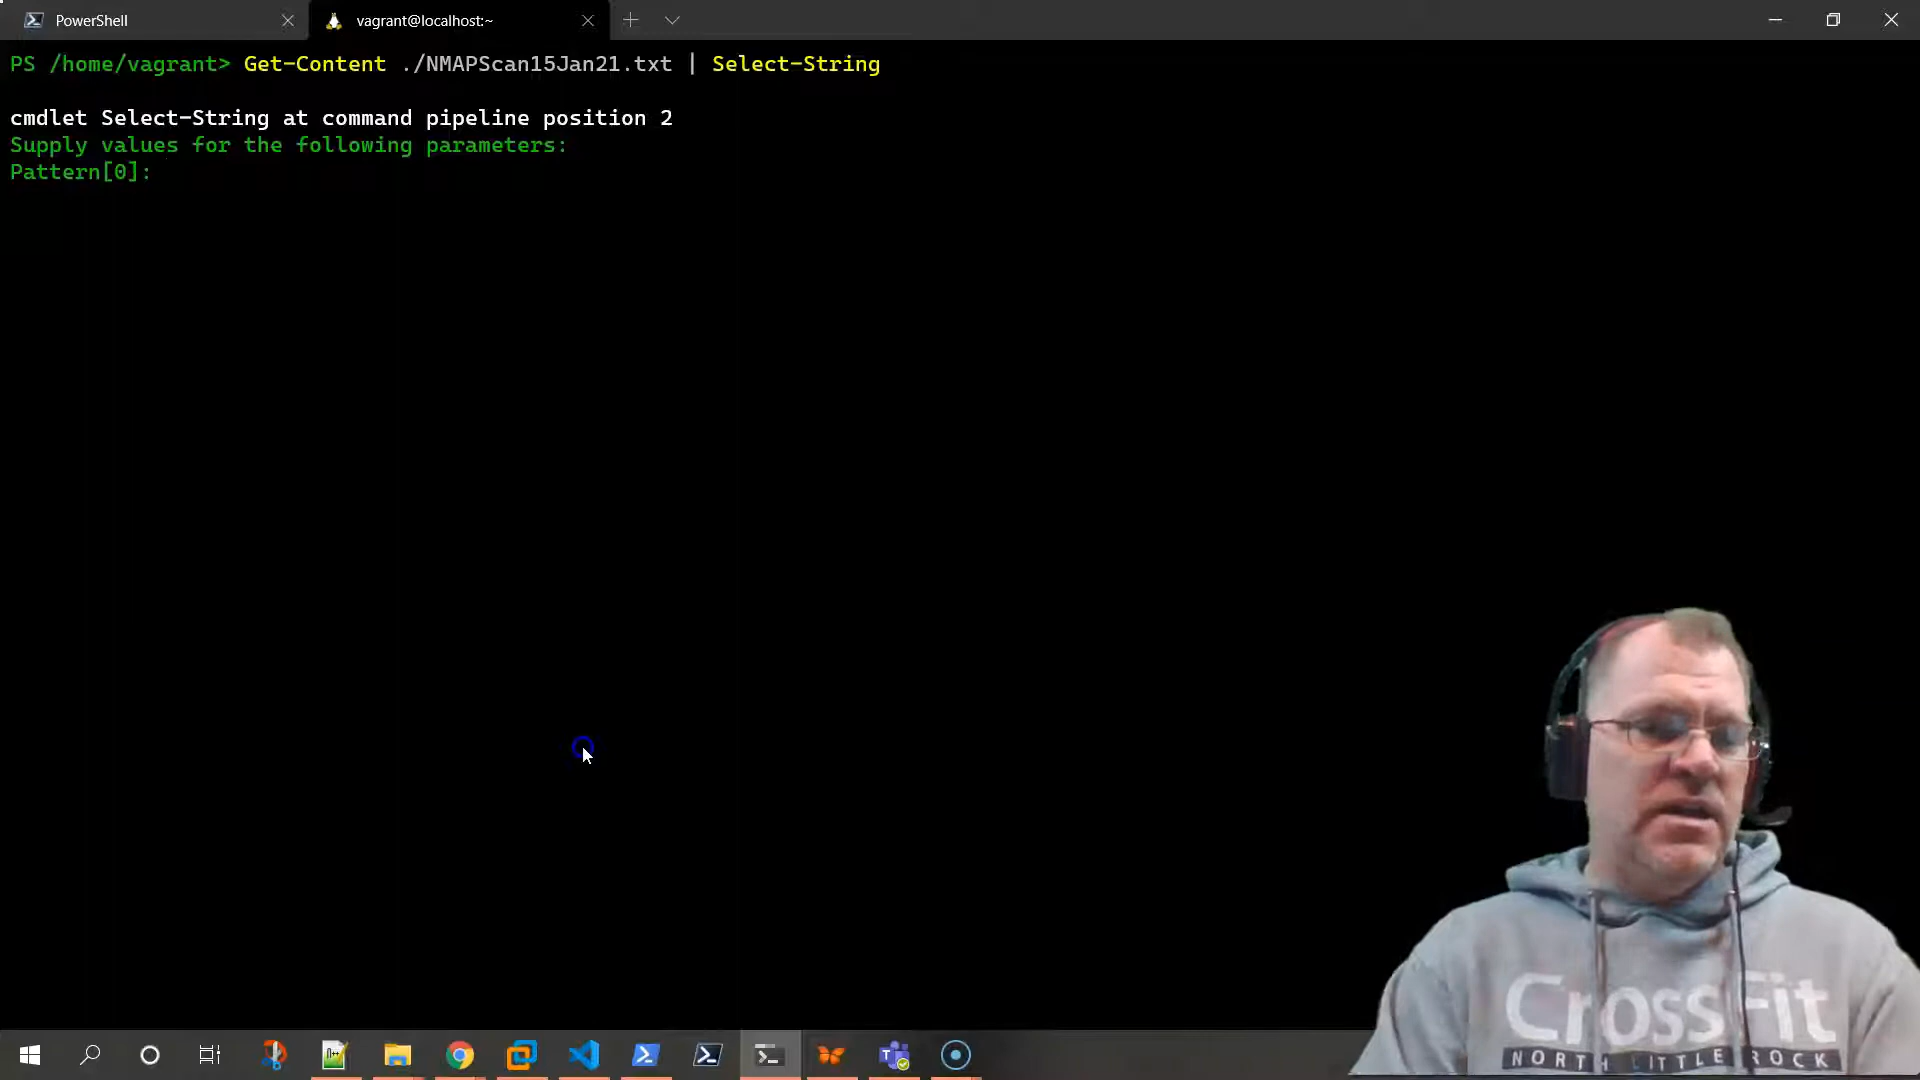 PowerShell
vagrant@localhost:~
PS /home/vagrant> Get-Content ./NMAPScan15Jan21.txt | Select-String
cmdlet Select-String at command pipeline position 2
Supply values for the following parameters:
Pattern[0]:
CrossFit
NORTH LITTLE ROCK